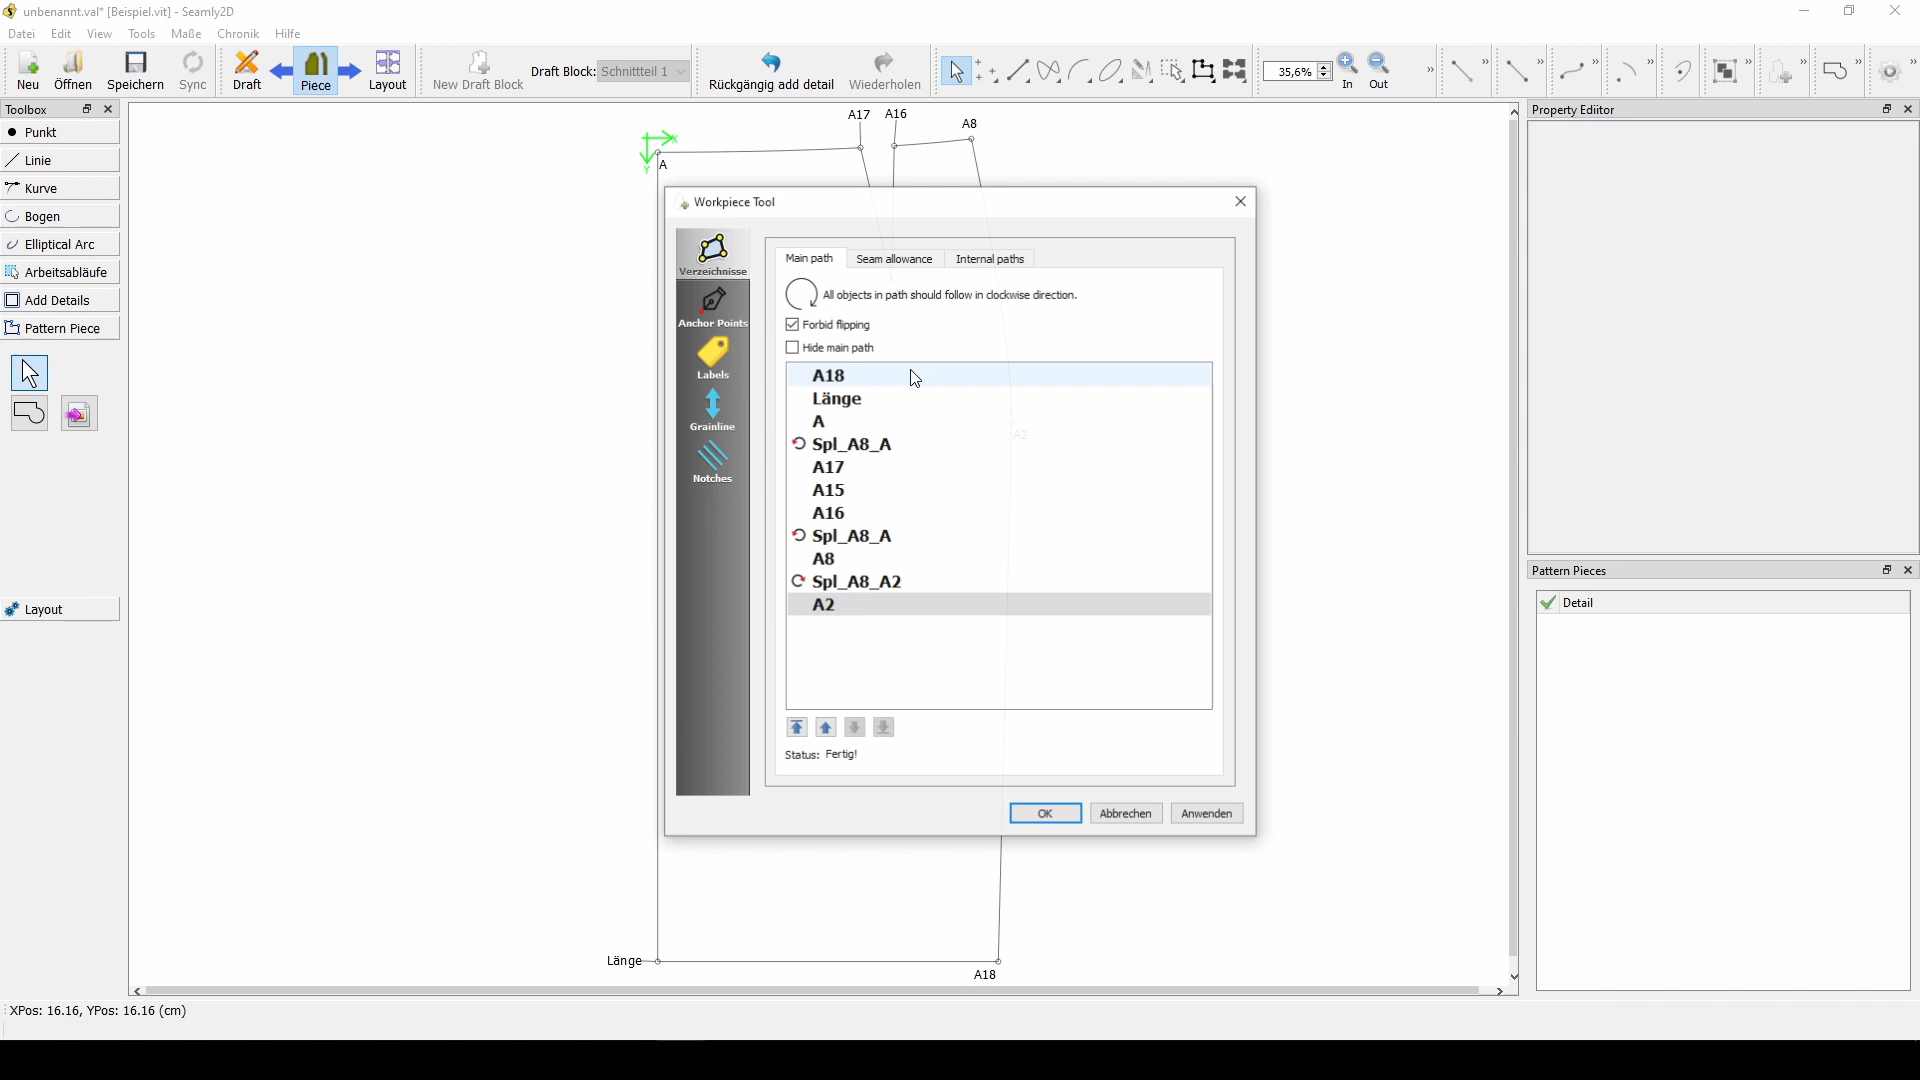 unbenannt.val* [Beispiel.vit] - Seamly2D
Datei Edit View Tools Maße Chronik Hilfe
Neu Öffnen Speichern Sync Draft Piece Layout New Draft Block Draft Block: Schnittteil 1 Rückgängig add detail Wiederholen 35,6% In Out
Toolbox
Punkt
Linie
Kurve
Bogen
Elliptical Arc
Arbeitsabläufe
Add Details
Pattern Piece
Layout
A17 A16
A8
X
Y
A
A2
Länge
A18
Workpiece Tool
Verzeichnisse
Anchor Points
Labels
Grainline
Notches
Main path Seam allowance Internal paths
All objects in path should follow in clockwise direction.
Forbid flipping
Hide main path
A18
Länge
A
Spl_A8_A
A17
A15
A16
Spl_A8_A
A8
Spl_A8_A2
A2
Status: Fertig!
OK Abbrechen Anwenden
Property Ediitor
Pattern Pieces
Detail
XPos: 16.16, YPos: 16.16 (cm)